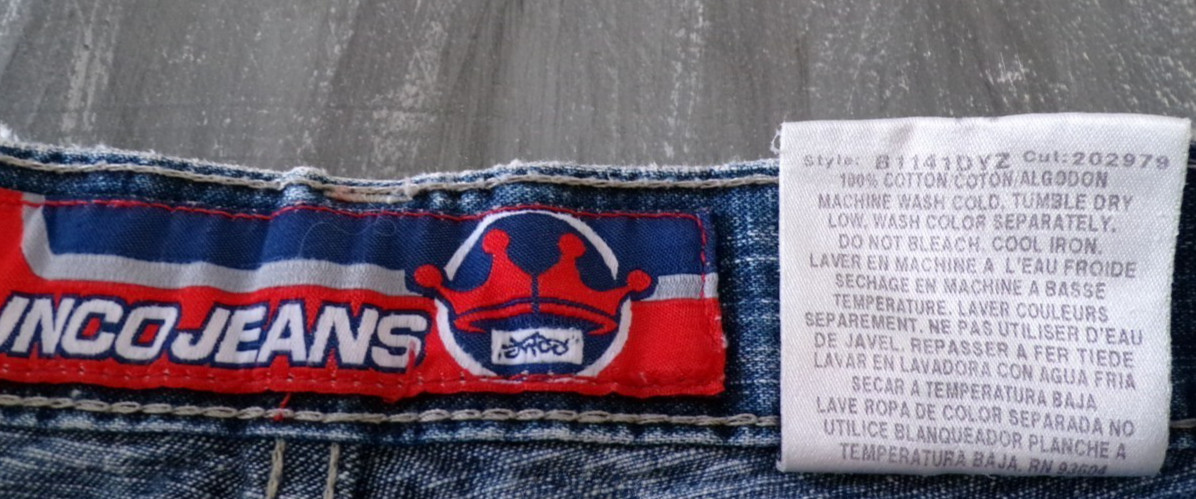 NCO JEANS
Style: B1141DYZ Cut:202979
100% COTTON/COTON/ALGODON
MACHINE WASH COLD. TUMBLE DRY
LOW. WASH COLOR SEPARATELY.
DO NOT BLEACH. COOL IRON.
LAVER EN MACHINE A L'EAU FROIDE
SECHAGE EN MACHINE A BASSE
TEMPERATURE. LAVER COULEURS
SEPAREMENT. NE PAS UTILISER D'EAU
DE JAVEL. REPASSER A FER TIEDE
LAVAR EN LAVADORA CON AGUA FRIA
SECAR A TEMPERATURA BAJA
LAVE ROPA DE COLOR SEPARADA NO
UTILICE BLANQUEADOR PLANCHE A
TEMPERATURA BAJA. RN 93604